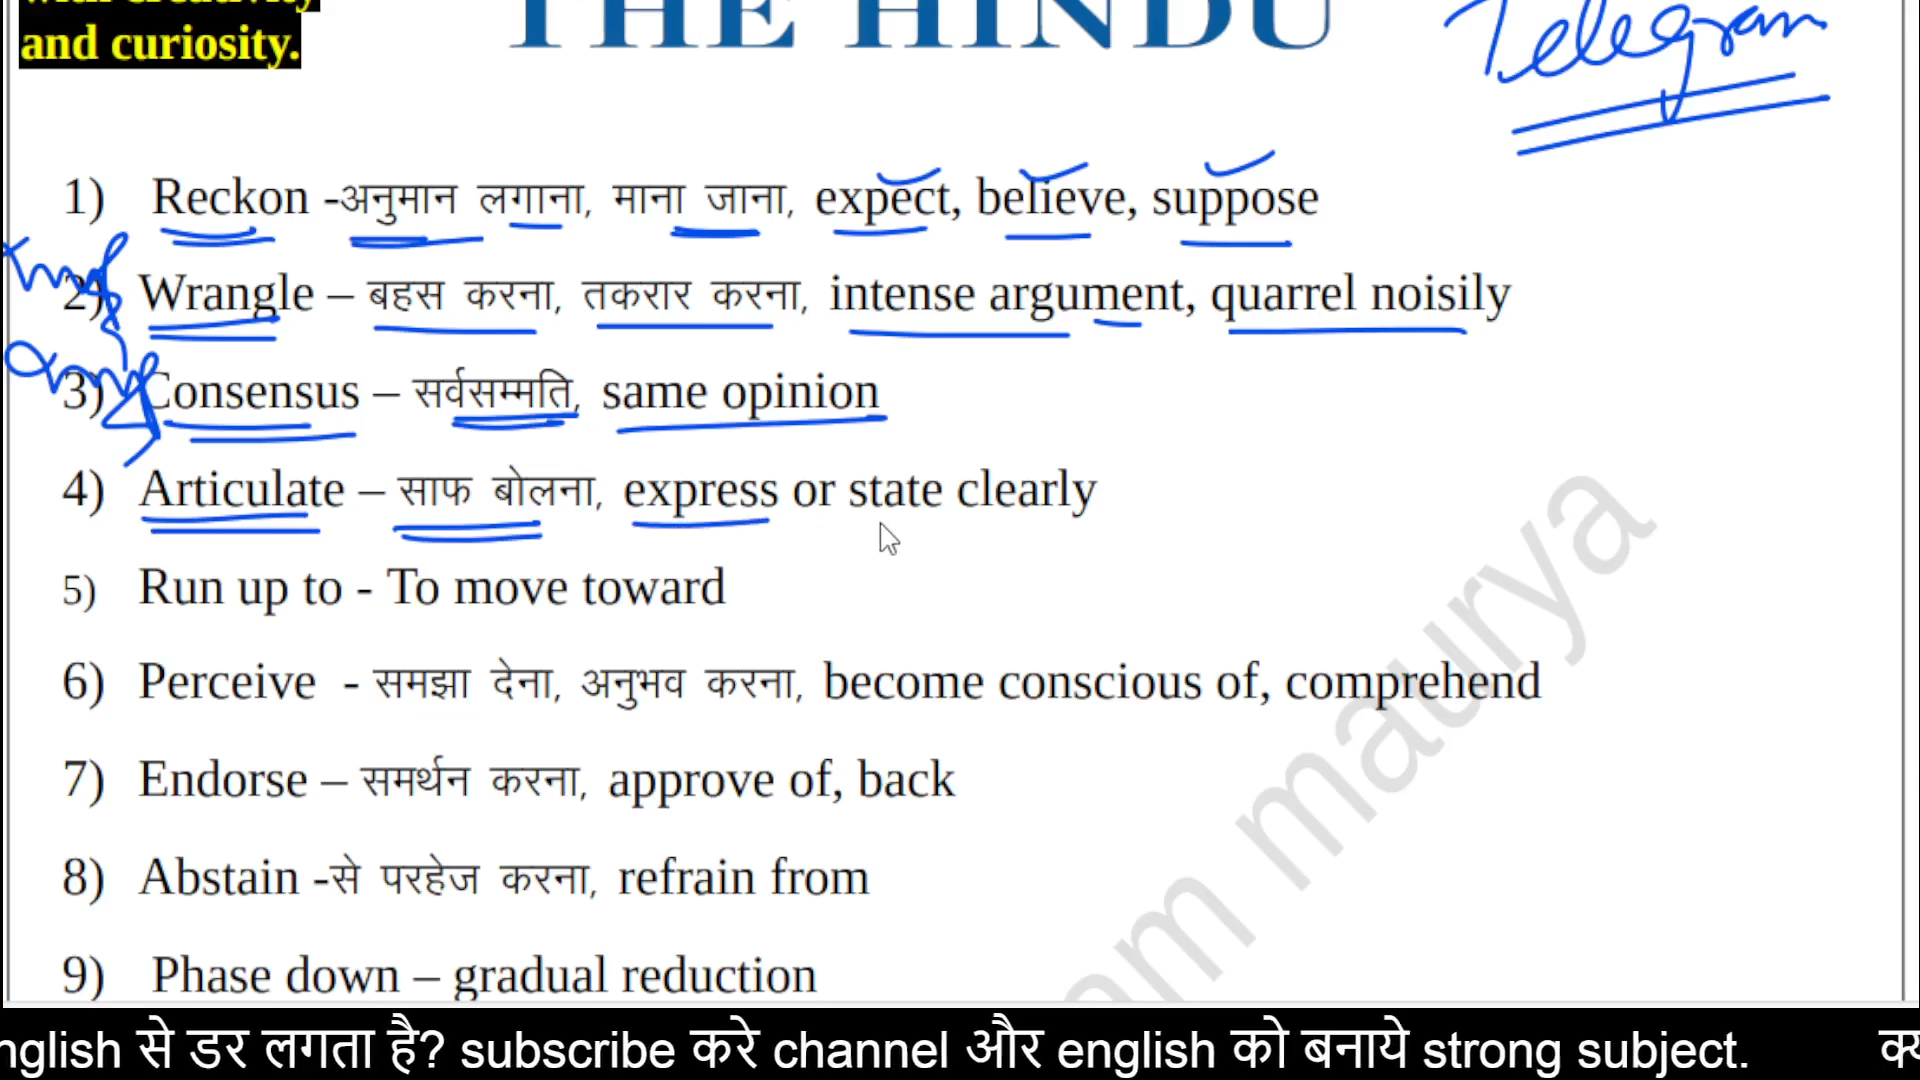 with creativity
and curiosity.
THE HINDU
Telegram
1) Reckon -अनुमान लगाना, माना जाना, expect, believe, suppose
2) Wrangle – बहस करना, तकरार करना, intense argument, quarrel noisily
3) Consensus – सर्वसम्मति, same opinion
4) Articulate – साफ बोलना, express or state clearly
5) Run up to - To move toward
6) Perceive - समझा देना, अनुभव करना, become conscious of, comprehend
7) Endorse – समर्थन करना, approve of, back
8) Abstain -से परहेज करना, refrain from
9) Phase down – gradual reduction
am maurya
nglish से डर लगता है? subscribe करे channel और english को बनाये strong subject. क्य